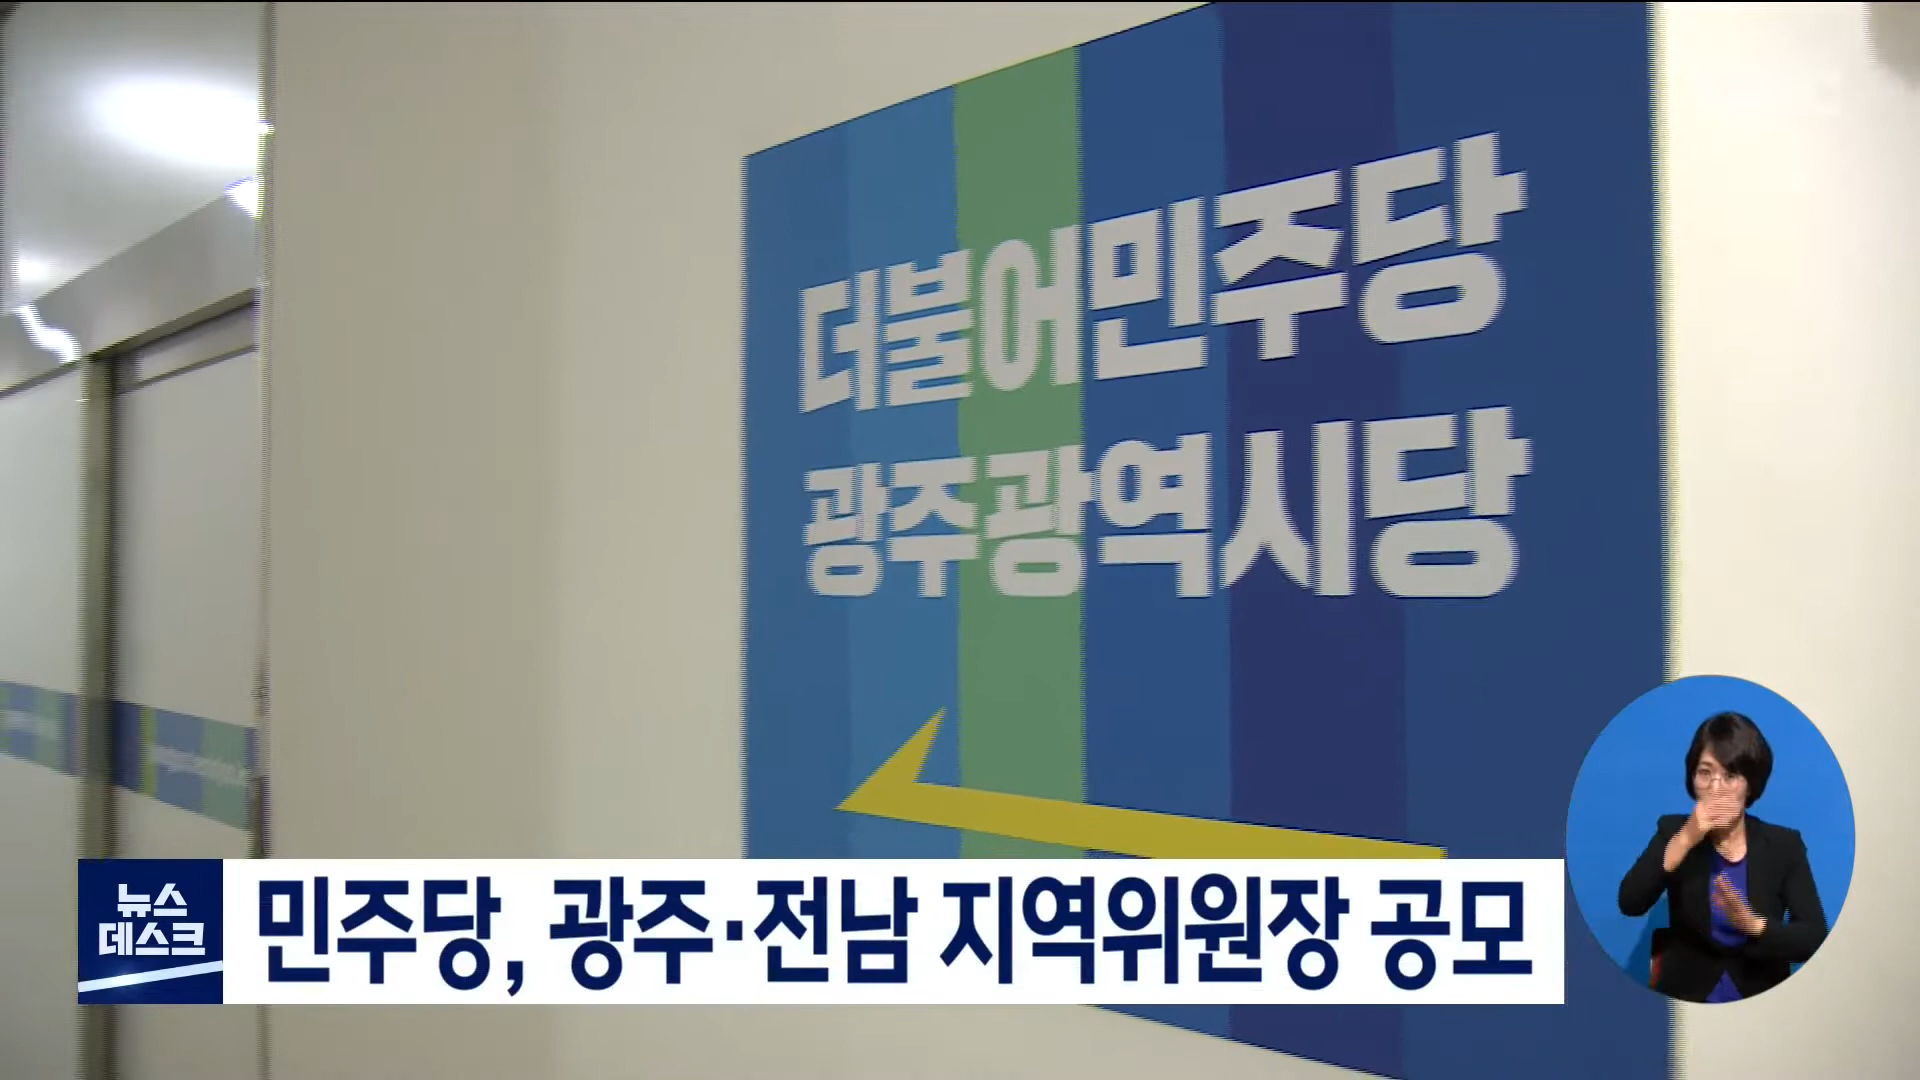 더불어민주당
광주광역시당
뉴스
데스크
민주당, 광주·전남 지역위원장 공모